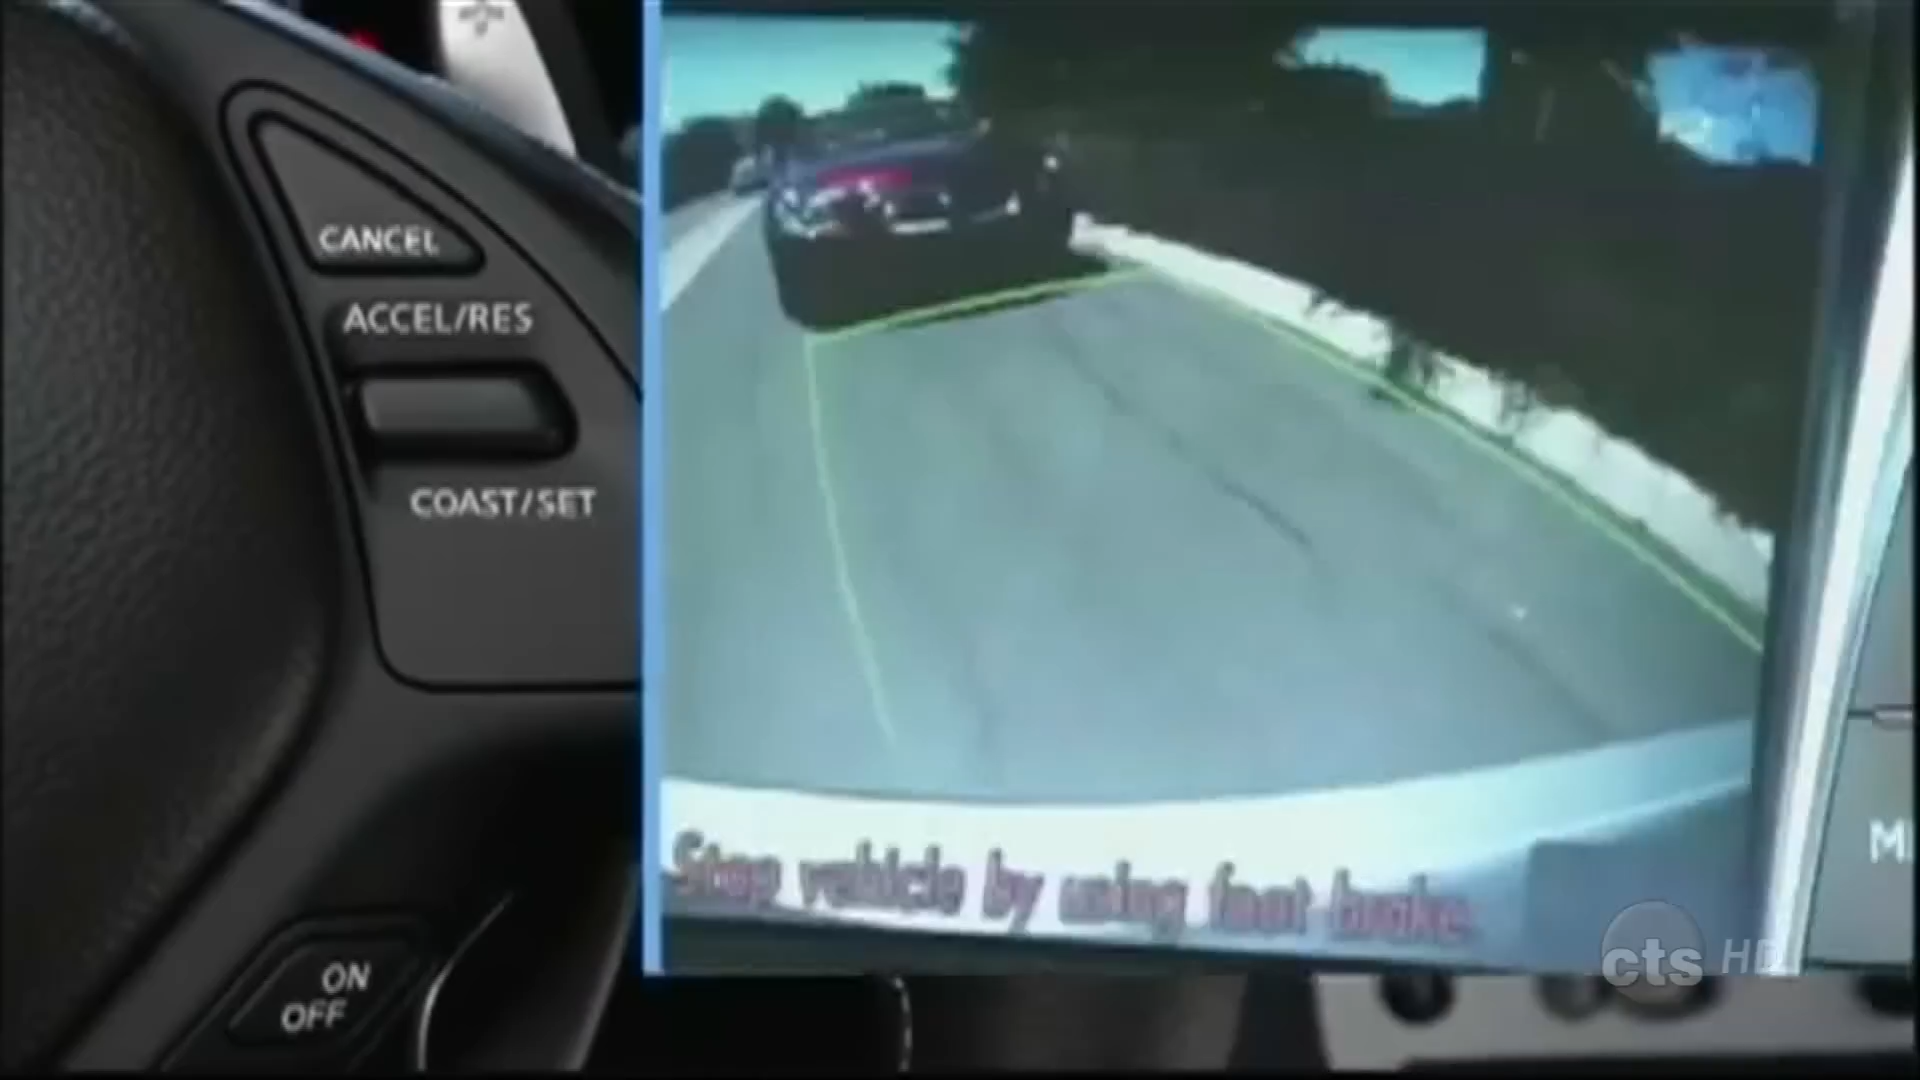 CANCEL
ACCEL/RES
COAST/SET
Stop vehicle by using foot brake.
ON
OFF
M
cts HD